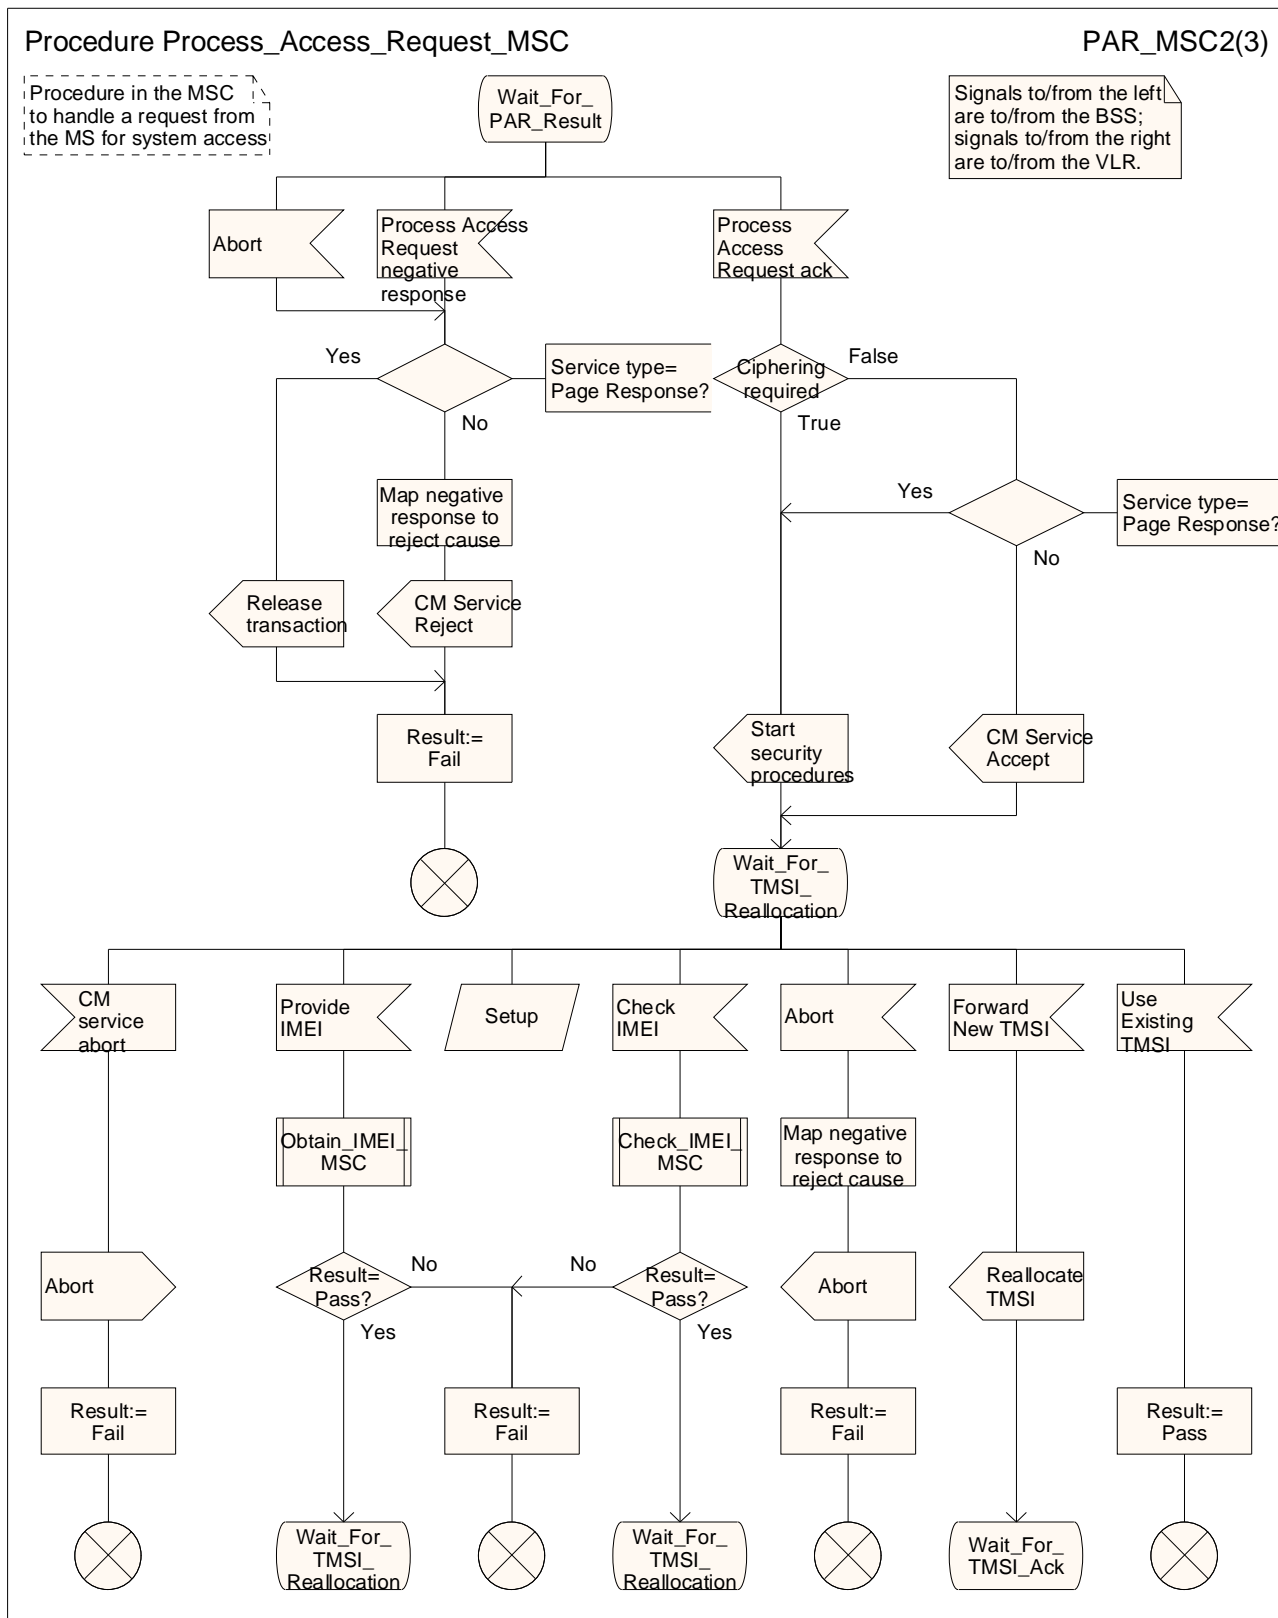 Procedure Process_Access_Request_MSC
PAR_MSC2(3)
Procedure in the MSC
to handle a request from
the MS for system access
Wait_For_
PAR_Result
Signals to/from the left
are to/from the BSS;
signals to/from the right
are to/from the VLR.
Abort
Process Access
Request
negative
response
Process
Access
Request ack
Yes
Service type=
Page Response?
No
Ciphering
required
False
True
Yes
Service type=
Page Response?
No
Map negative
response to
reject cause
Release
transaction
CM Service
Reject
Result:=
Fail
Start
security
procedures
CM Service
Accept
Wait_For_
TMSI_
Reallocation
CM
service
abort
Provide
IMEI
Setup
Check
IMEI
Abort
Forward
New TMSI
Use
Existing
TMSI
Obtain_IMEI_
MSC
Check_IMEI_
MSC
Map negative
response to
reject cause
Abort
Result=
Pass?
No
Yes
No
Result=
Pass?
Yes
Abort
Reallocate
TMSI
Result:=
Fail
Result:=
Fail
Result:=
Fail
Result:=
Pass
Wait_For_
TMSI_
Reallocation
Wait_For_
TMSI_
Reallocation
Wait_For_
TMSI_Ack